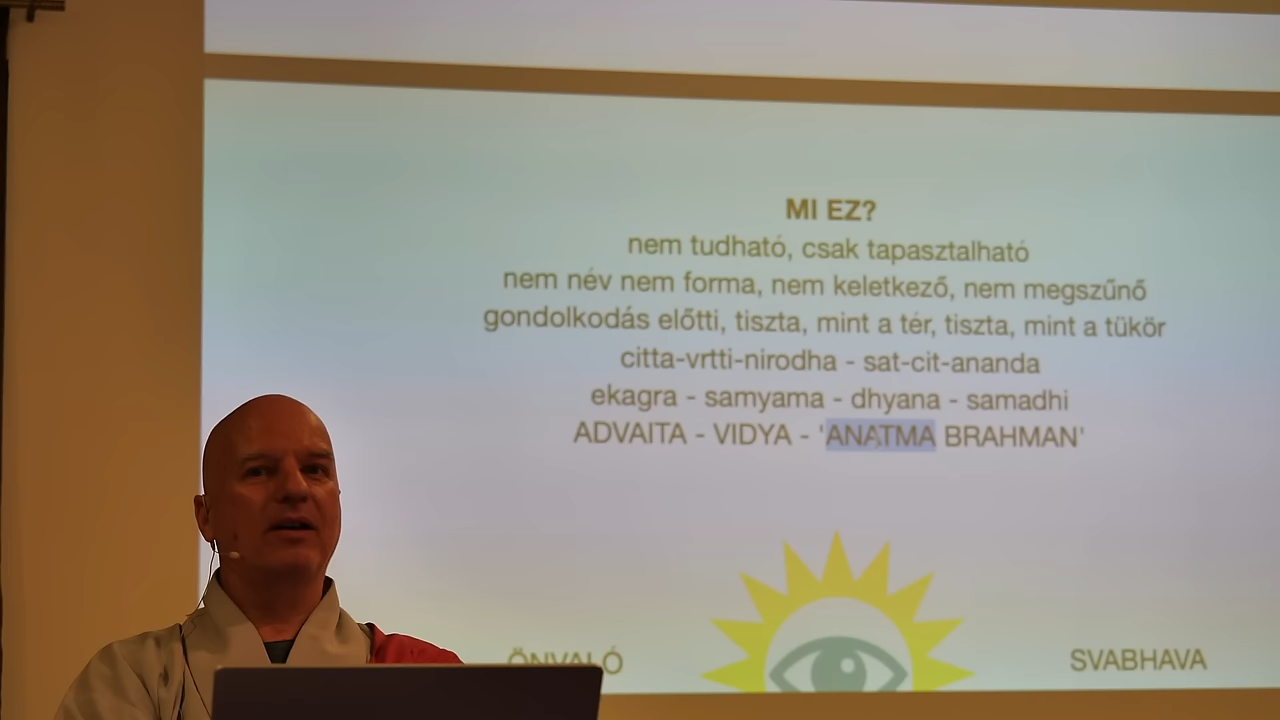 MI EZ?
nem tudható, csak tapasztalható
nem név nem forma, nem keletkező, nem megszűnő
gondolkodás előtti, tiszta, mint a tér, tiszta, mint a tükör
citta-vrtti-nirodha - sat-cit-ananda
ekagra - samyama - dhyana - samadhi
ADVAITA - VIDYA - 'ANATMA BRAHMAN'
ÖNVALÓ
SVABHAVA